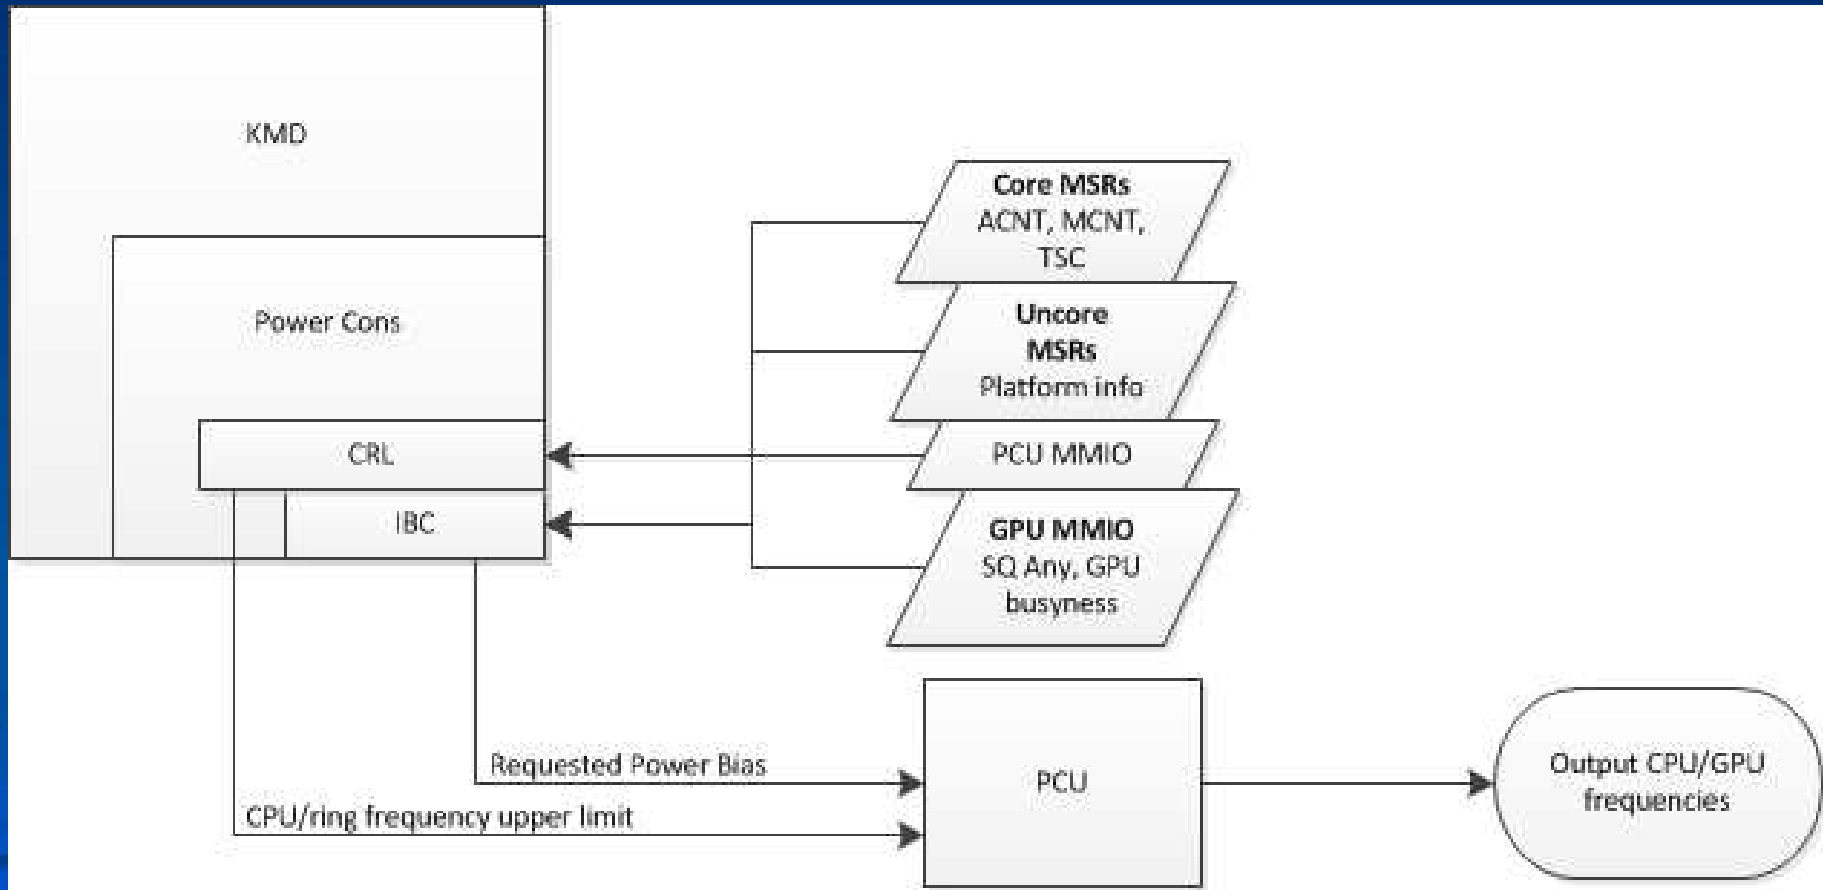 KMD
Power Cons
CRL
IBC
Core MSRs
ACNT, MCNT,
TSC
Uncore
MSRs
Platform info
PCU MMIO
GPU MMIO
SQ Any, GPU
busyness
Requested Power Bias
CPU/ring frequency upper limit
PCU
Output CPU/GPU
frequencies